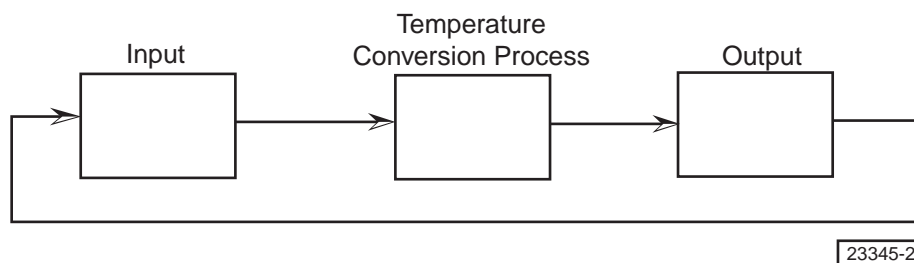 Input
Temperature
Conversion Process
Output
23345-2